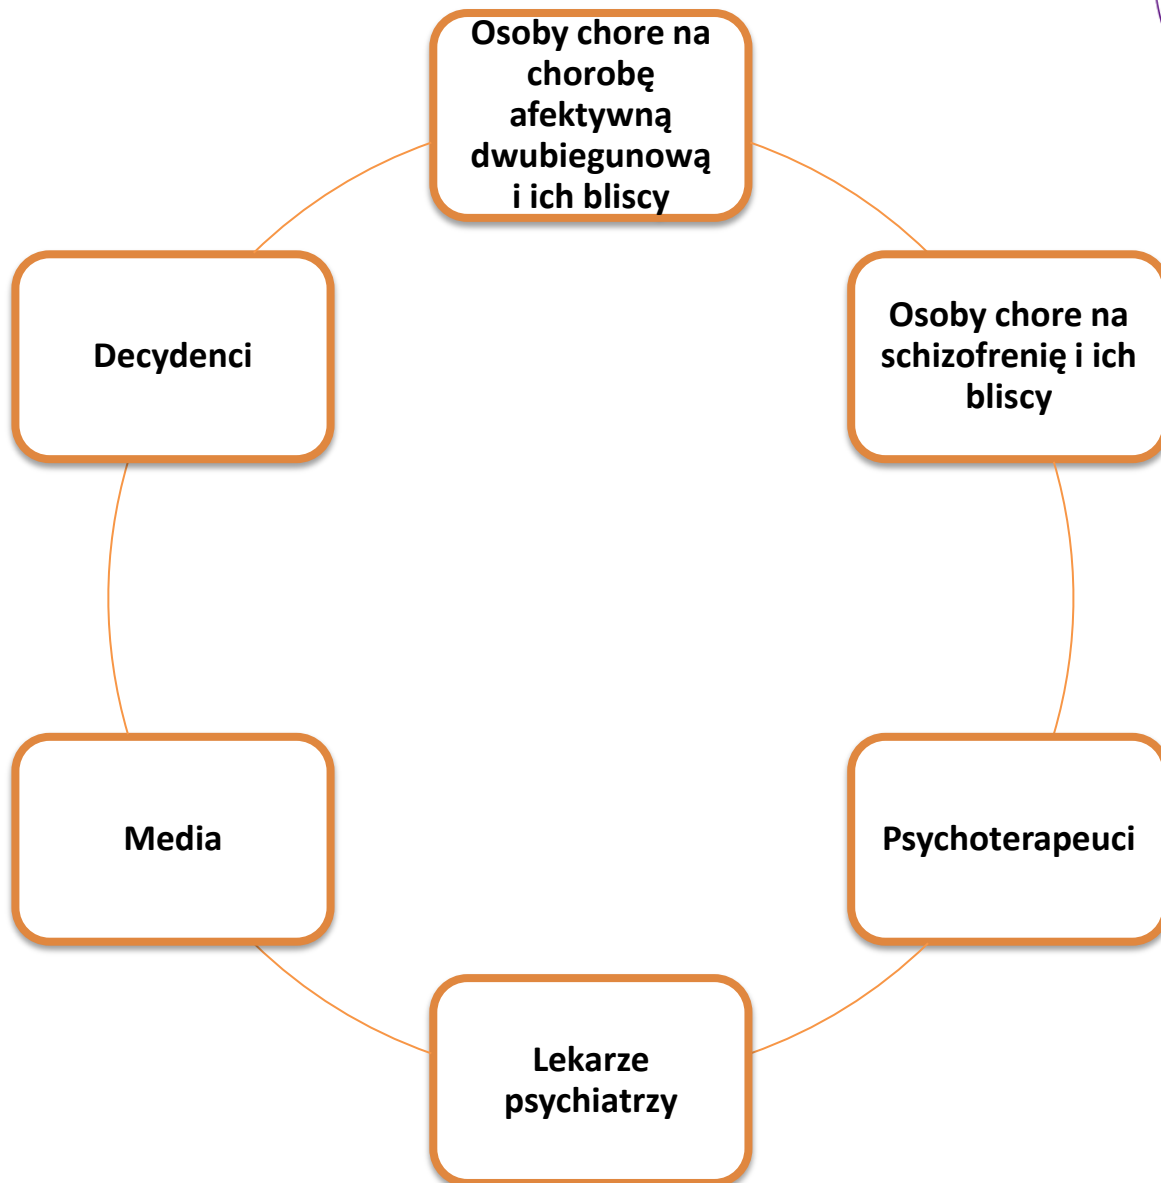 Osoby chore na
chorobę
afektywną
dwubiegunową
i ich bliscy
Osoby chore na
schizofrenię i ich
bliscy
Psychoterapeuci
Lekarze
psychiatrzy
Media
Decydenci